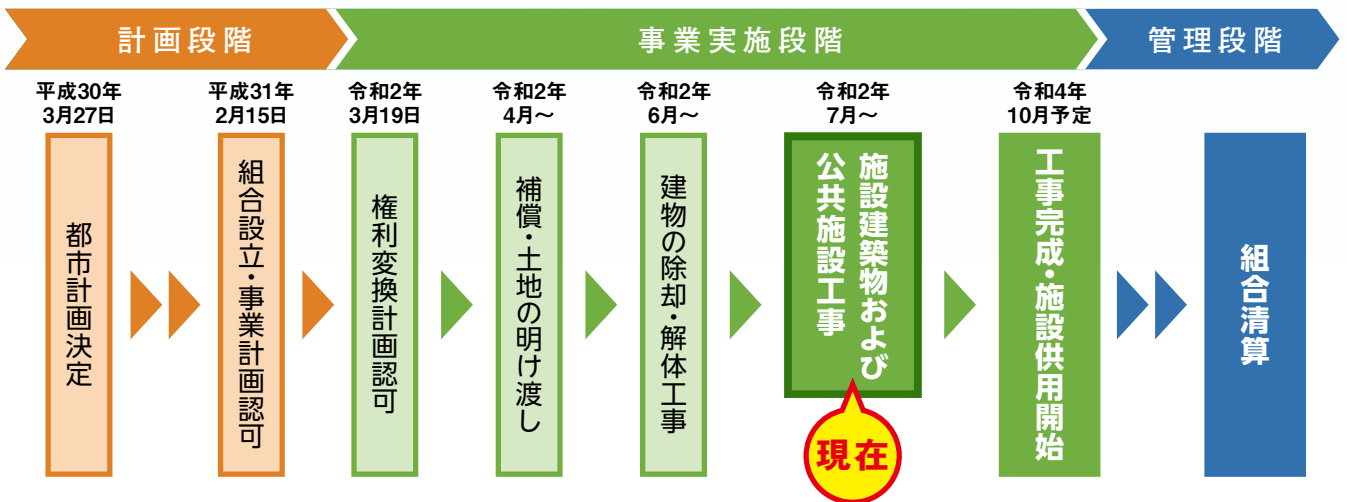 計画段階
事業実施段階
管理段階
平成30年
3月27日
都市計画決定
平成31年
2月15日
組合設立・事業計画認可
令和2年
3月19日
権利変換計画認可
令和2年
4月～
補償・土地の明け渡し
令和2年
6月～
建物の除却・解体工事
令和2年
7月～
施設建築物および
公共施設工事
現在
令和4年
10月予定
工事完成・施設供用開始
組合清算